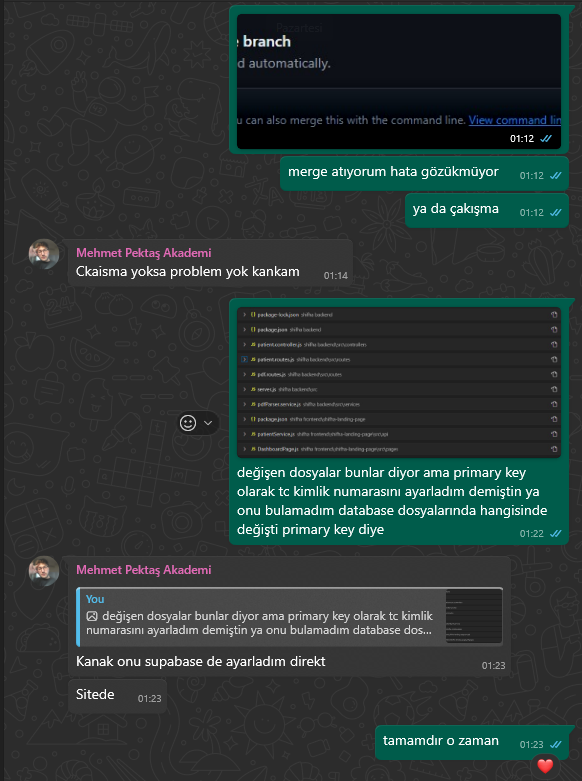 e branch
d automatically.
u can also merge this with the command line. View command lin
01:12
merge atıyorum hata gözükmüyor 01:12
ya da çakışma 01:12
Mehmet Pektaş Akademi
Ckaisma yoksa problem yok kankam 01:14
package-lock.json shifha-backend
package.json shifha-backend
patient.controller.js shifha-backend\src\controllers
patient.routes.js shifha-backend\src\routes
pdf.routes.js shifha-backend\src\routes
server.js shifha-backend\src
pdfParser.service.js shifha-backend\src\services
package.json shifha-frontend\shifha-landing-page
patientService.js shifha-frontend\shifha-landing-page\src\api
DashboardPage.js shifha-frontend\shifha-landing-page\src\pages
değişen dosyalar bunlar diyor ama primary key
olarak tc kimlik numarasını ayarladım demiştin ya
onu bulamadım database dosyalarında hangisinde
değişti primary key diye 01:22
Mehmet Pektaş Akademi
You
değişen dosyalar bunlar diyor ama primary key olarak tc kimlik
numarasını ayarladım demiştin ya onu bulamadım database dos...
Kanak onu supabase de ayarladım direkt 01:23
Sitede 01:23
tamamdır o zaman 01:23